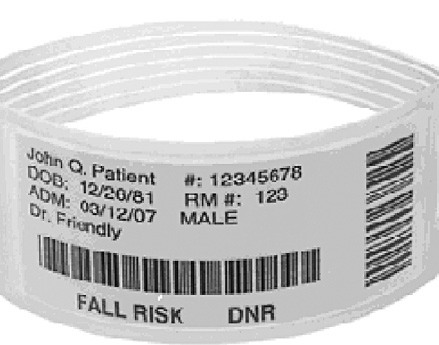 John Q. Patient #: 12345678
DOB: 12/20/81 RM #: 123
ADM: 03/12/07 MALE
Dr. Friendly
FALL RISK DNR